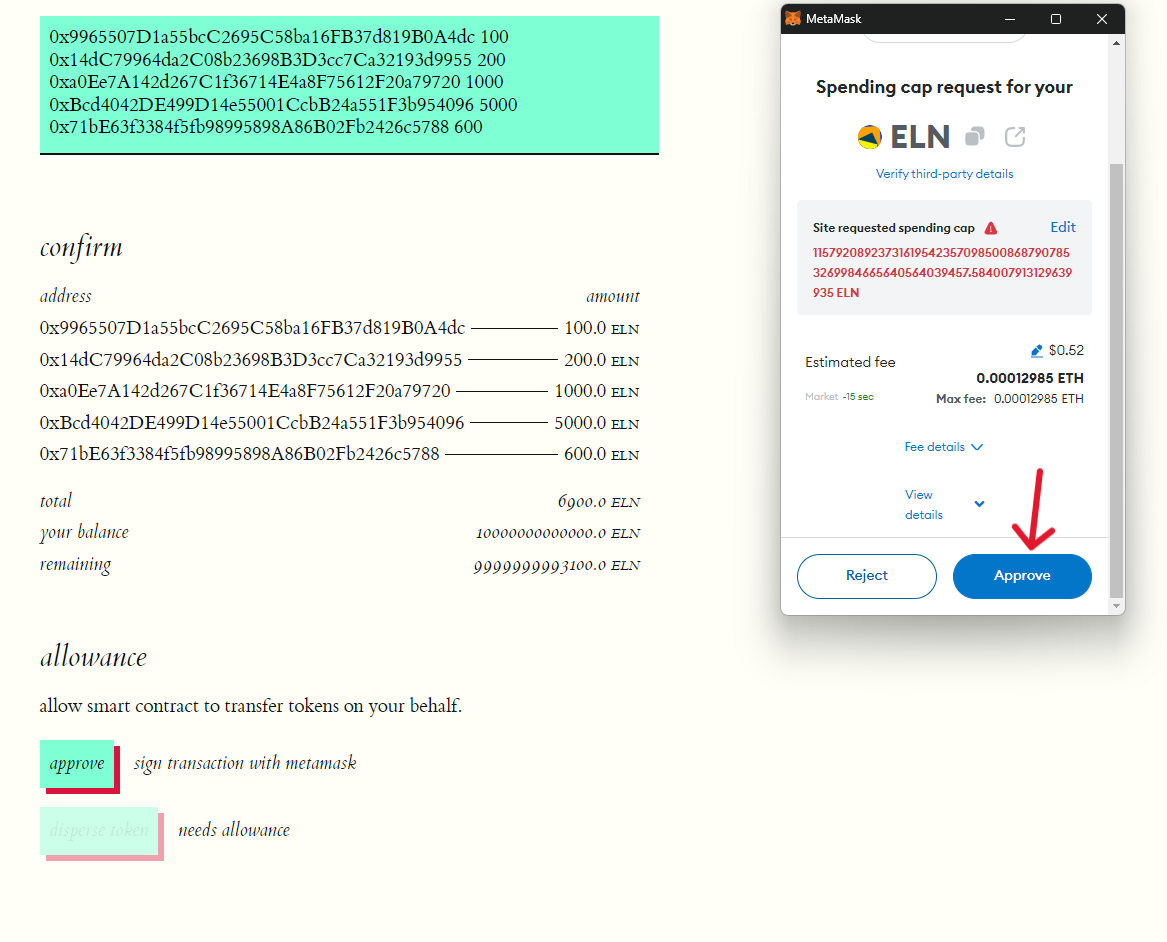 0x9965507D1a55bcC2695C58ba16FB37d819B0A4dc 100
0x14dC79964da2C08b23698B3D3cc7Ca32193d9955 200
0xa0Ee7A142d267C1f36714E4a8F75612F20a79720 1000
0xBcd4042DE499D14e55001CcbB24a551F3b954096 5000
0x71bE63f3384f5fb98995898A86B02Fb2426c5788 600
confirm
address amount
0x9965507D1a55bcC2695C58ba16FB37d819B0A4dc 100.0 ELN
0x14dC79964da2C08b23698B3D3cc7Ca32193d9955 200.0 ELN
0xa0Ee7A142d267C1f36714E4a8F75612F20a79720 1000.0 ELN
0xBcd4042DE499D14e55001CcbB24a551F3b954096 5000.0 ELN
0x71bE63f3384f5fb98995898A86B02Fb2426c5788 600.0 ELN
total 6900.0 ELN
your balance 10000000000000.0 ELN
remaining 9999999993100.0 ELN
allowance
allow smart contract to transfer tokens on your behalf.
approve sign transaction with metamask
disperse token needs allowance
MetaMask
Spending cap request for your
ELN
Verify third-party details
Site requested spending cap Edit
115792089237316195423570985008687907853269984665640564039457.584007913129639935 ELN
Estimated fee $0.52
0.00012985 ETH
Market ~15 sec Max fee: 0.00012985 ETH
Fee details
View
details
Reject Approve